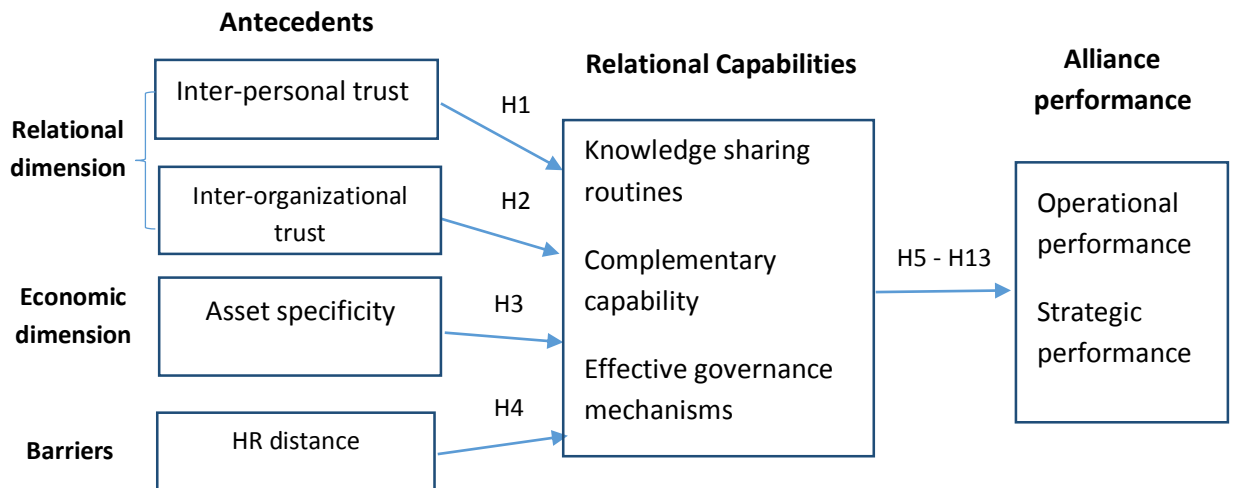 Antecedents
Relational
dimension
Inter-personal trust
Inter-organizational
trust
Economic
dimension
Asset specificity
Barriers
HR distance
H1
H2
H3
H4
Relational Capabilities
Knowledge sharing
routines
Complementary
capability
Effective governance
mechanisms
H5 - H13
Alliance
performance
Operational
performance
Strategic
performance